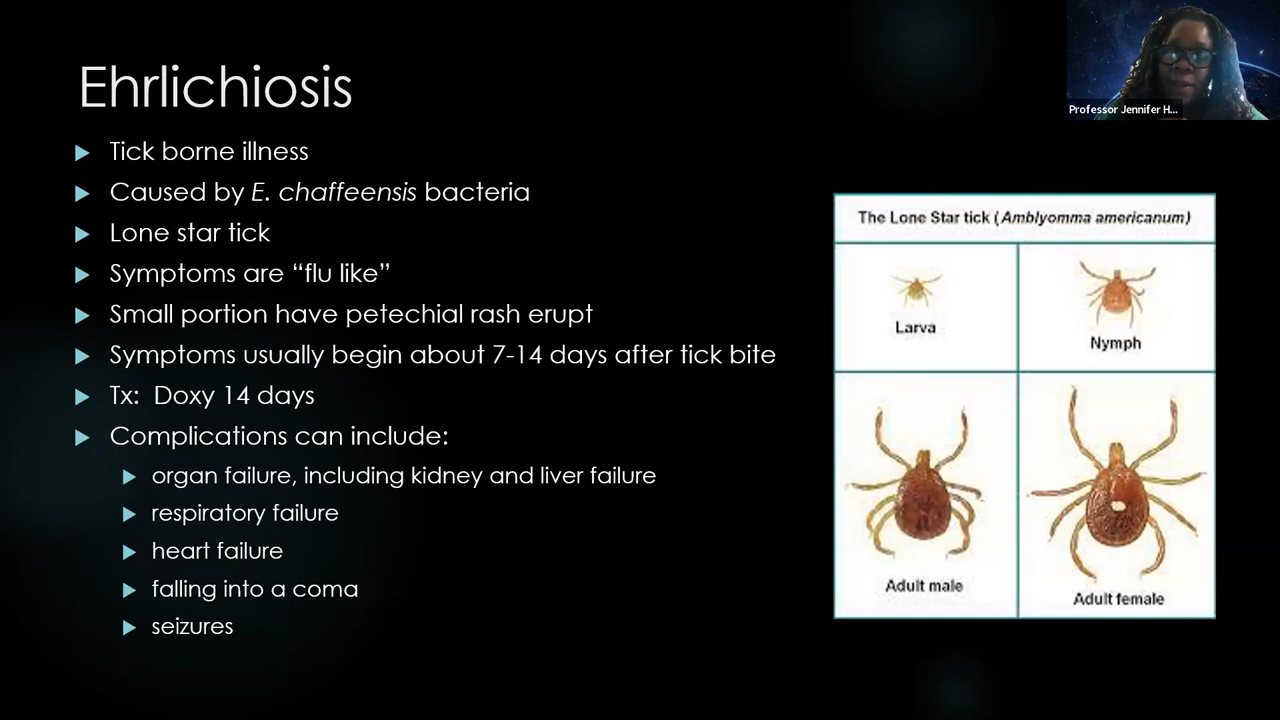 Ehrlichiosis
Tick borne illness
Caused by E. chaffeensis bacteria
Lone star tick
Symptoms are “flu like”
Small portion have petechial rash erupt
Symptoms usually begin about 7-14 days after tick bite
Tx:  Doxy 14 days
Complications can include:
organ failure, including kidney and liver failure
respiratory failure
heart failure
falling into a coma
seizures
Professor Jennifer H...
The Lone Star tick (Amblyomma americanum)
Larva
Nymph
Adult male
Adult female